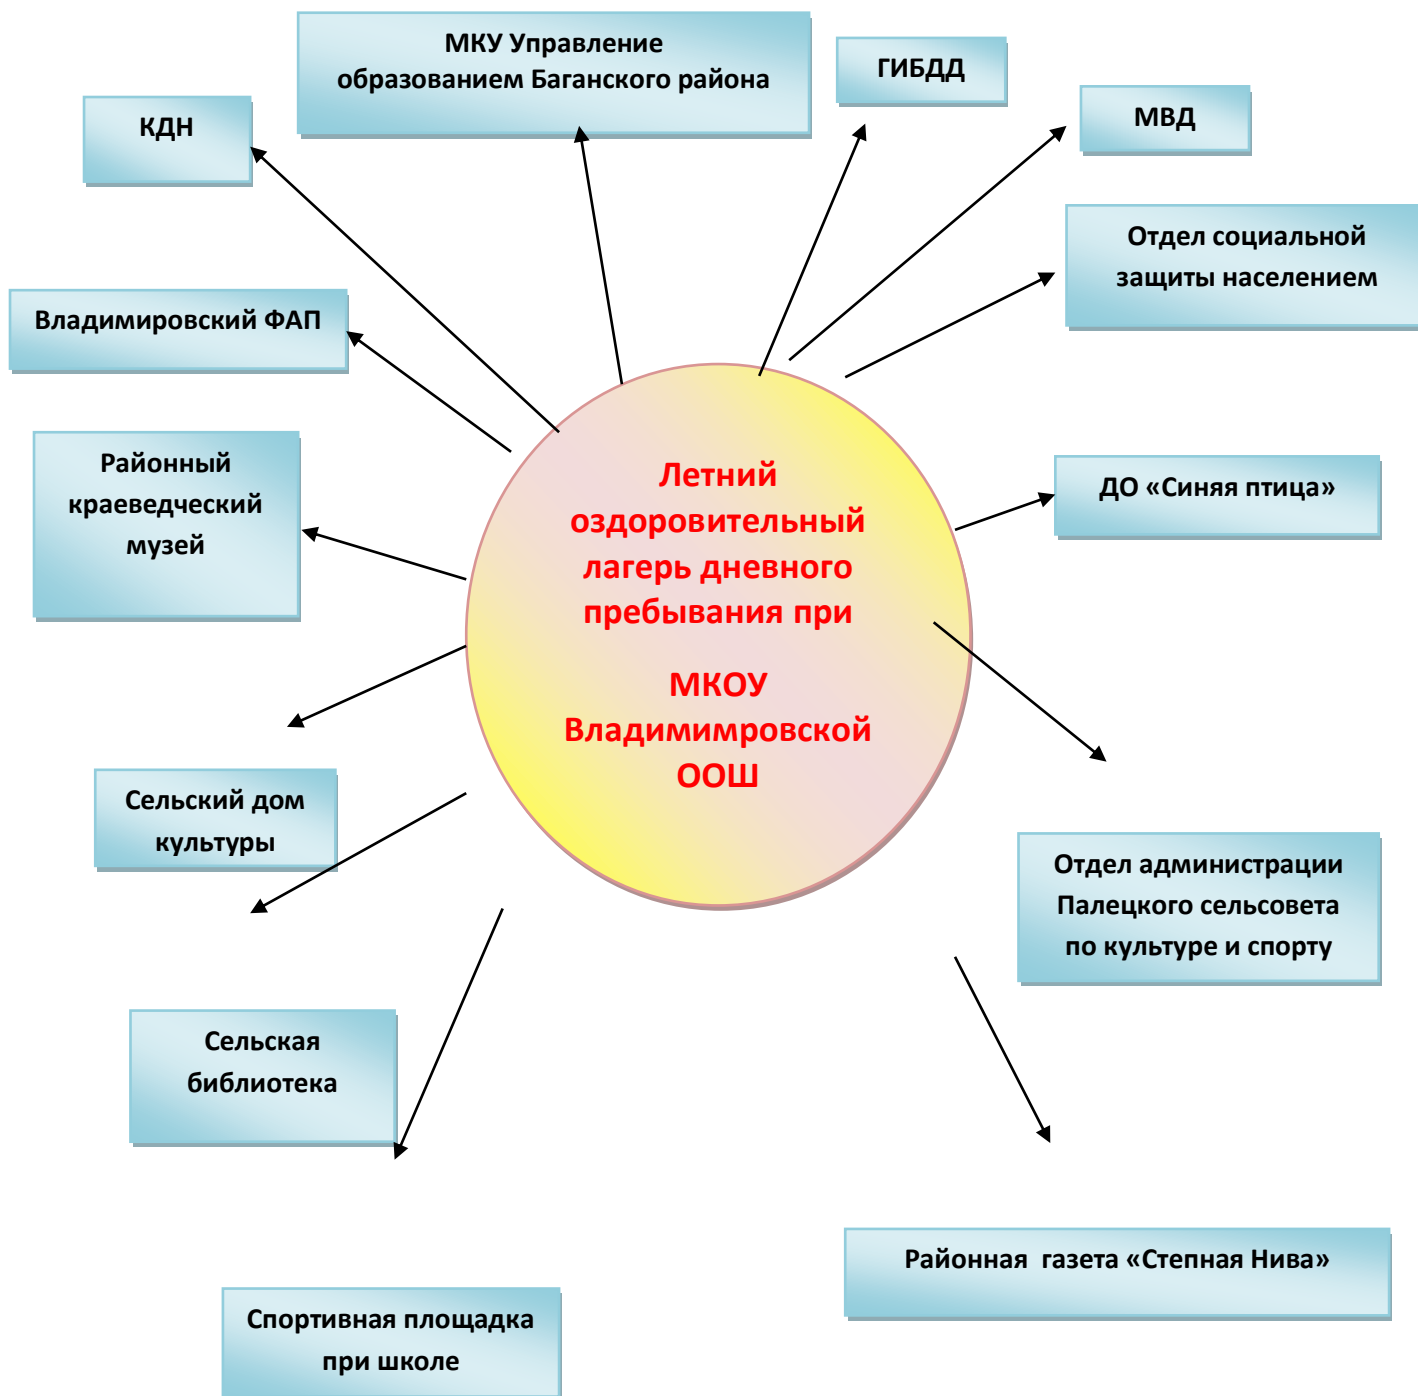 МКУ Управление
образованием Баганского района
ГИБДД
КДН
МВД
Отдел социальной
защиты населением
Владимировский ФАП
Районный
краеведческий
музей
ДО «Синяя птица»
Летний
оздоровительный
лагерь дневного
пребывания при
МКОУ
Владимимровской
ООШ
Сельский дом
культуры
Отдел администрации
Палецкого сельсовета
по культуре и спорту
Сельская
библиотека
Районная газета «Степная Нива»
Спортивная площадка
при школе